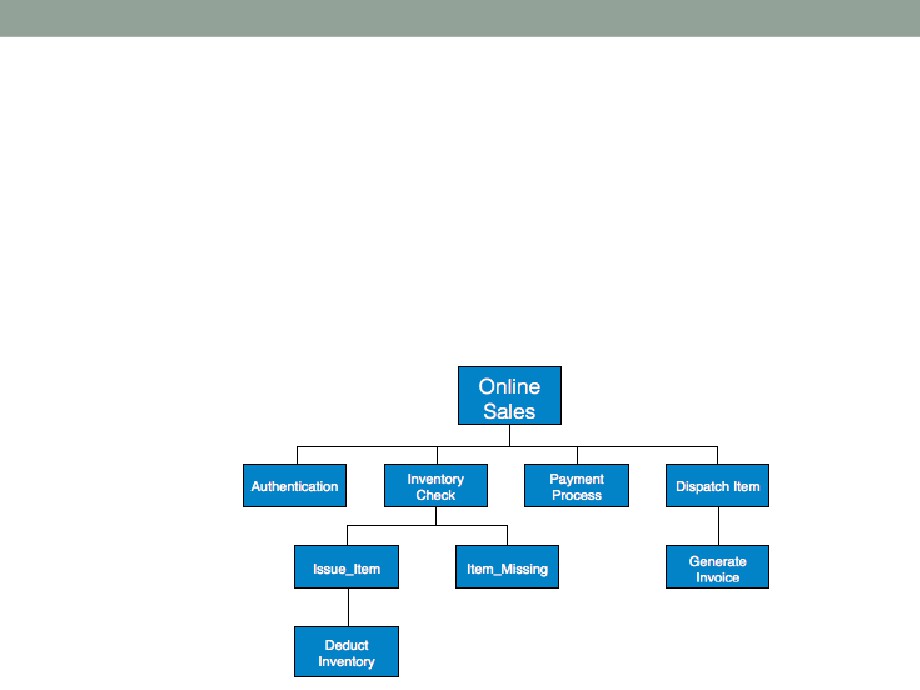 Online
Sales
Authentication
Inventory
Check
Payment
Process
Dispatch Item
Issue_Item
Item_Missing
Generate
Invoice
Deduct
Inventory